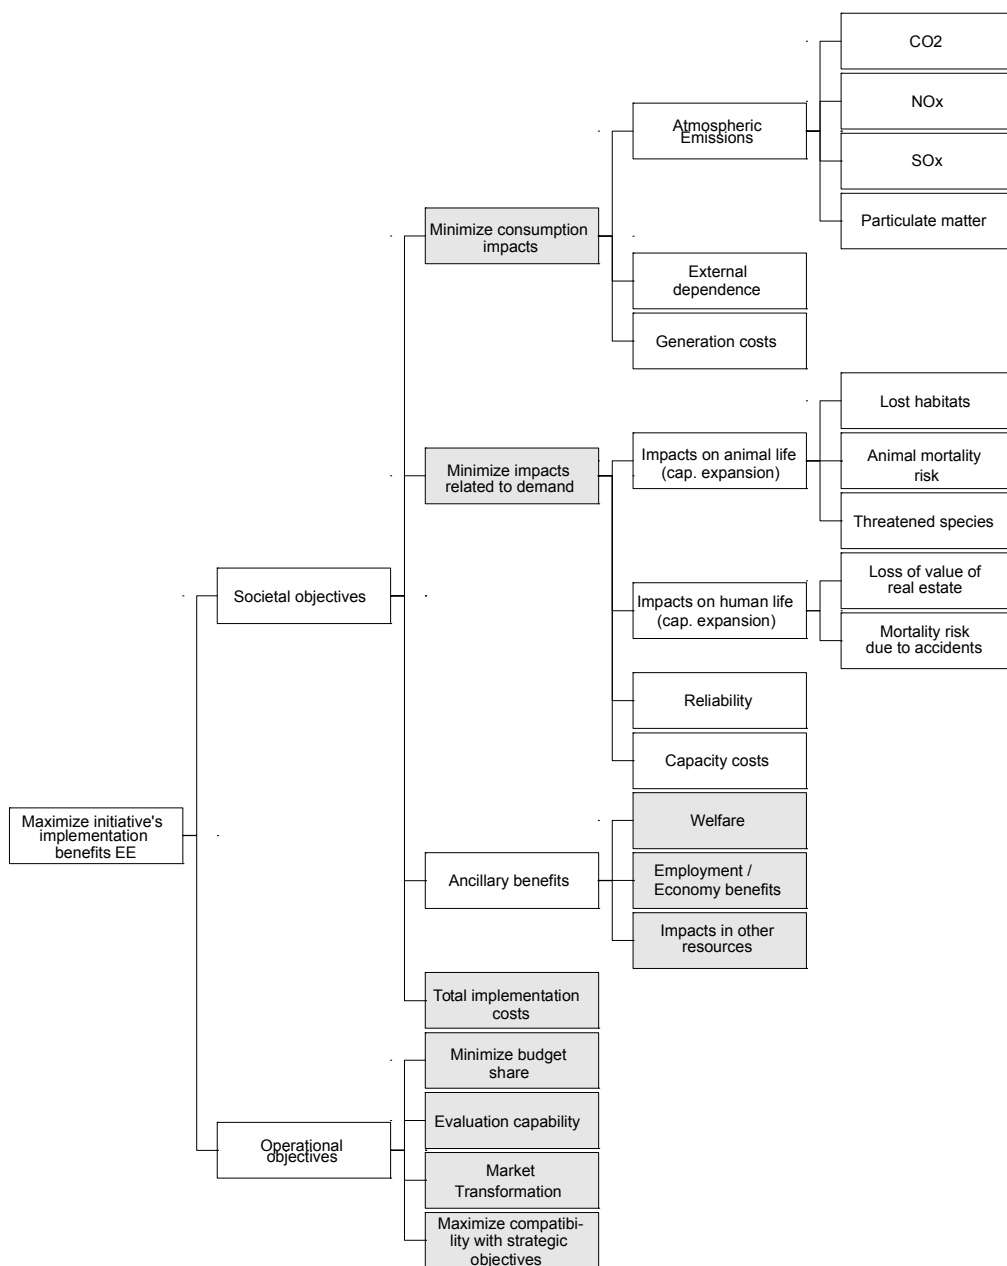 CO2
NOx
Atmospheric
Emissions
SOx
Particulate matter
Minimize consumption
impacts
External
dependence
Generation costs
Lost habitats
Impacts on animal life
(cap. expansion)
Animal mortality
risk
Minimize impacts
related to demand
Threatened species
Loss of value of
real estate
Societal objectives
Impacts on human life
(cap. expansion)
Mortality risk
due to accidents
Reliability
Capacity costs
Maximize initiative's
implementation
benefits EE
Welfare
Ancillary benefits
Employment /
Economy benefits
Impacts in other
resources
Total implementation
costs
Minimize budget
share
Evaluation capability
Operational
objectives
Market
Transformation
Maximize compatibi-
lity with strategic
objectives